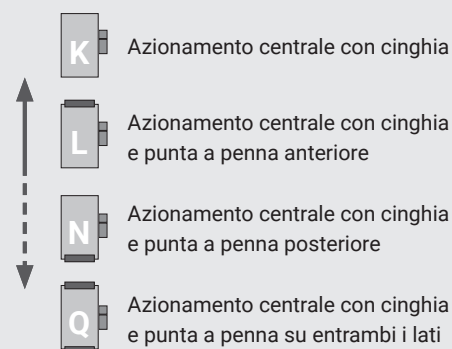 K
Azionamento centrale con cinghia
L
Azionamento centrale con cinghia
e punta a penna anteriore
N
Azionamento centrale con cinghia
e punta a penna posteriore
Q
Azionamento centrale con cinghia
e punta a penna su entrambi i lati